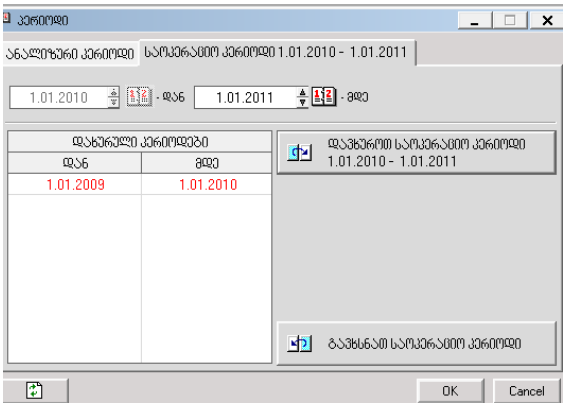 პერიოდი
ანალიზური პერიოდი საოპერაციო პერიოდი 1.01.2010 - 1.01.2011
1.01.2010 - დან 1.01.2011 - მდე
დახურული პერიოდები
დან მდე
1.01.2009 1.01.2010
დავხუროთ საოპერაციო პერიოდი
1.01.2010 - 1.01.2011
გავხსნათ საოპერაციო პერიოდი
OK Cancel